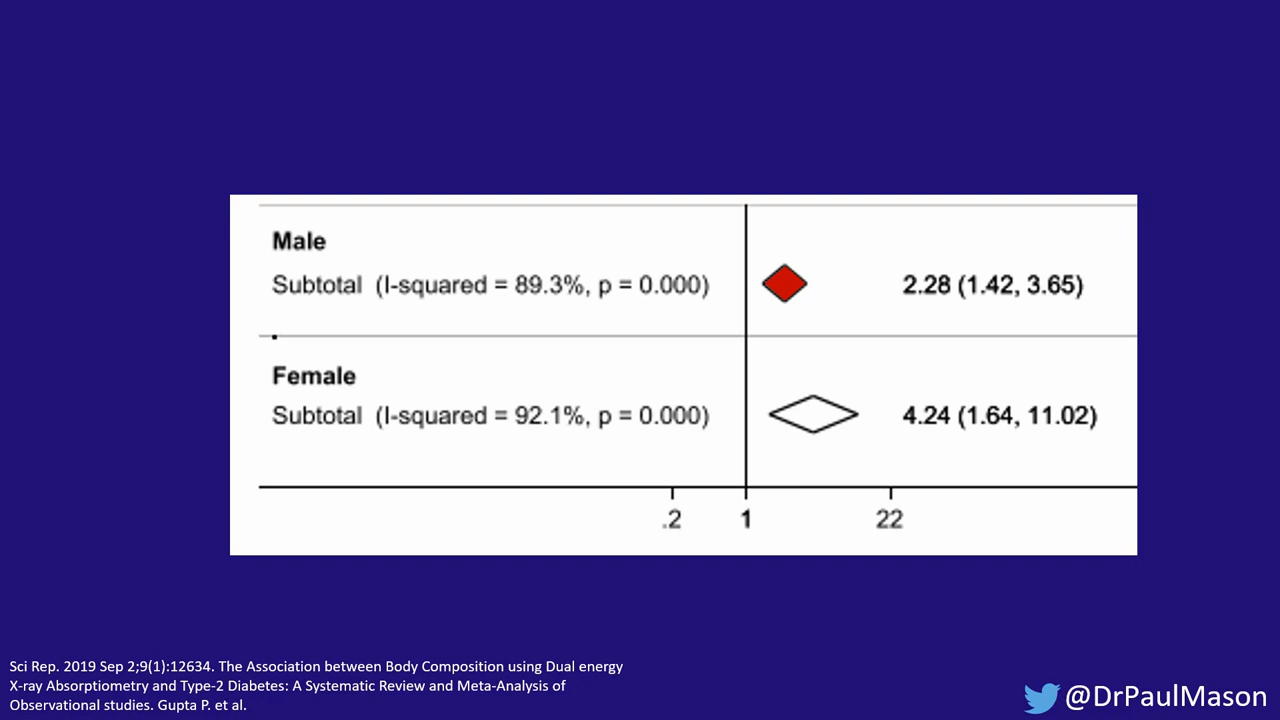 Male
Subtotal (I-squared = 89.3%, p = 0.000)
2.28 (1.42, 3.65)
Female
Subtotal (I-squared = 92.1%, p = 0.000)
4.24 (1.64, 11.02)
.2
1
22
Sci Rep. 2019 Sep 2;9(1):12634. The Association between Body Composition using Dual energy
X-ray Absorptiometry and Type-2 Diabetes: A Systematic Review and Meta-Analysis of
Observational studies. Gupta P. et al.
@DrPaulMason